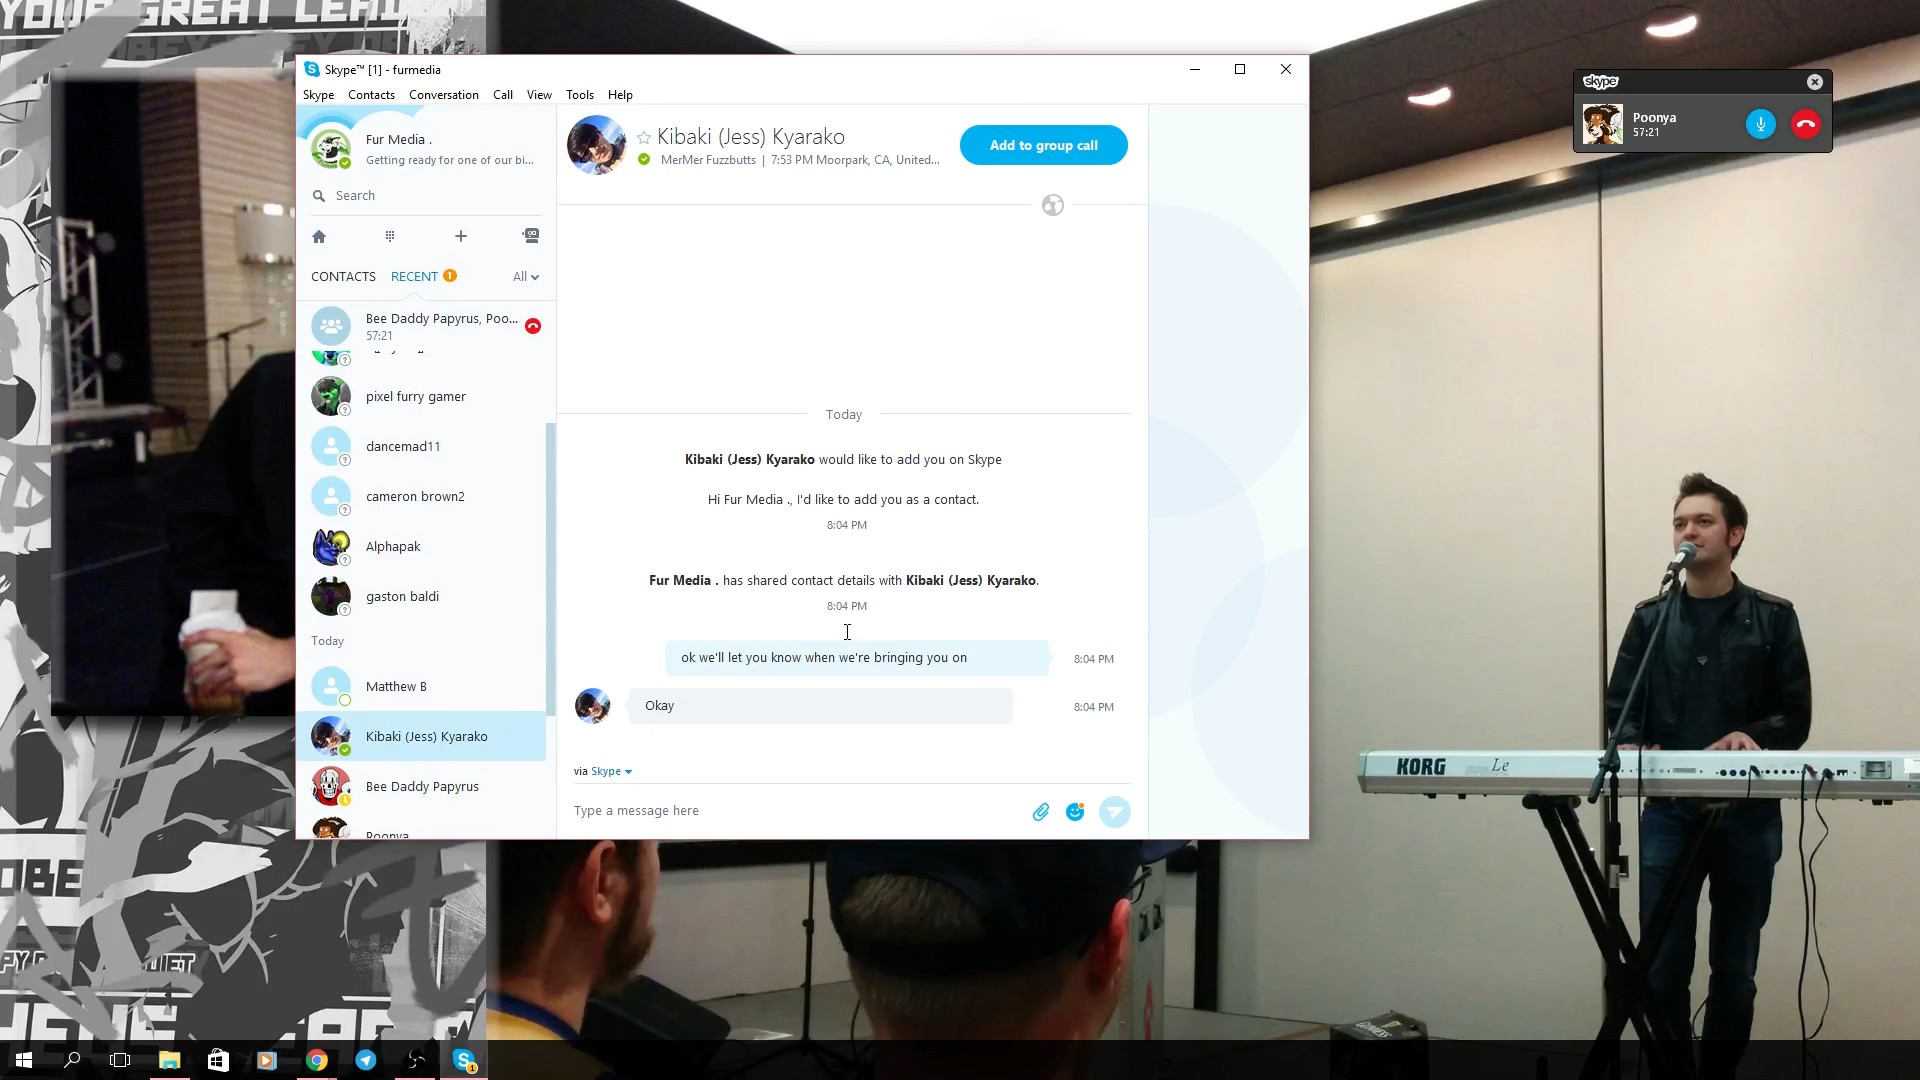 YOUR GREAT LEAD
Skype™ [1] - furmedia
Skype Contacts Conversation Call View Tools Help
Fur Media .
Getting ready for one of our bi...
Search
CONTACTS RECENT 1 All
Bee Daddy Papyrus, Poo...
57:21
pixel furry gamer
dancemad11
cameron brown2
Alphapak
gaston baldi
Today
Matthew B
Kibaki (Jess) Kyarako
Bee Daddy Papyrus
Poonya
Kibaki (Jess) Kyarako
MerMer Fuzzbutts | 7:53 PM Moorpark, CA, United...
Add to group call
Today
Kibaki (Jess) Kyarako would like to add you on Skype
Hi Fur Media ., I'd like to add you as a contact.
8:04 PM
Fur Media . has shared contact details with Kibaki (Jess) Kyarako.
8:04 PM
ok we'll let you know when we're bringing you on 8:04 PM
Okay 8:04 PM
via Skype
Type a message here
skype
Poonya
57:21
KORG Le
OBE